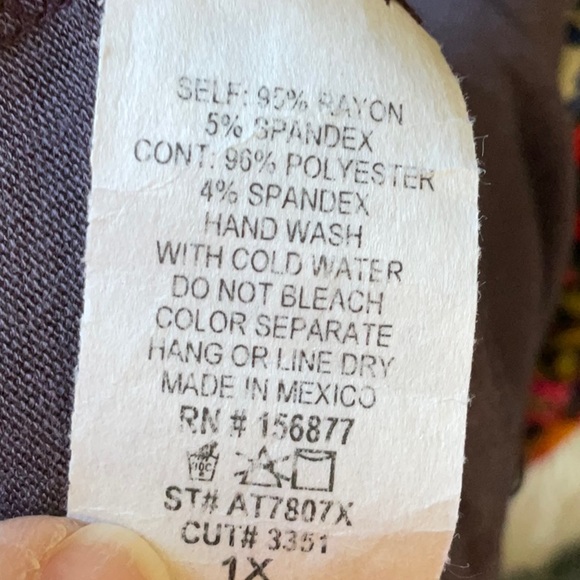 SELF: 95% RAYON
5% SPANDEX
CONT: 96% POLYESTER
4% SPANDEX
HAND WASH
WITH COLD WATER
DO NOT BLEACH
COLOR SEPARATE
HANG OR LINE DRY
MADE IN MEXICO
RN # 156877
ST# AT7807X
CUT# 3351
1X